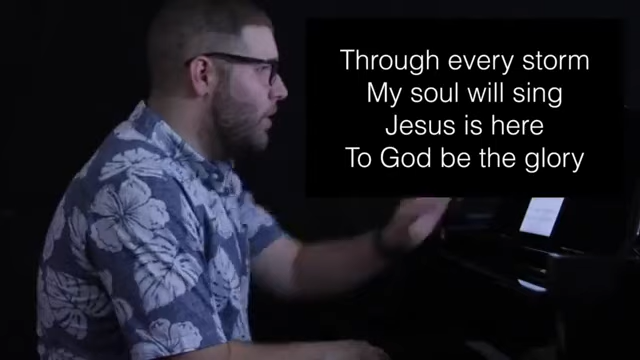 Through every storm
My soul will sing
Jesus is here
To God be the glory